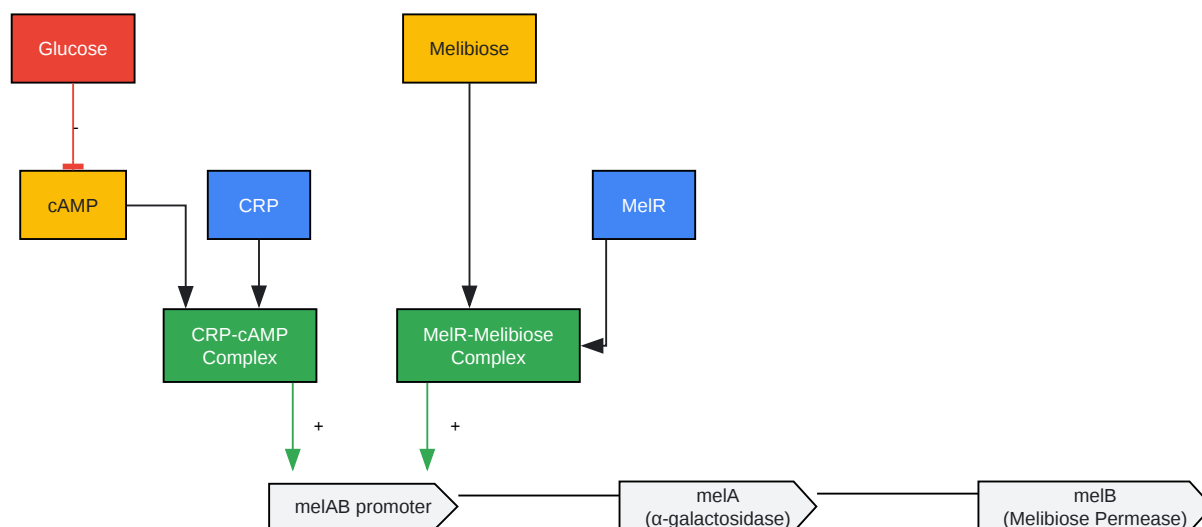 Glucose
Melibiose
-
cAMP
CRP
MelR
CRP-cAMP
Complex
MelR-Melibiose
Complex
+
+
melAB promoter
melA
(α-galactosidase)
melB
(Melibiose Permease)